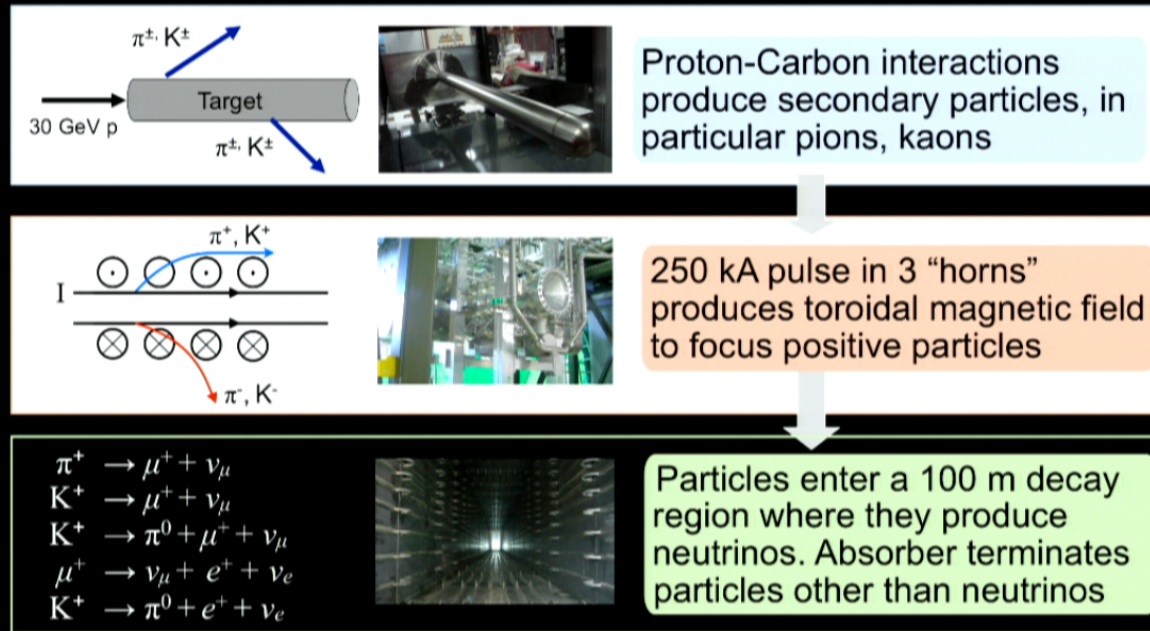 π±, K±
Target
30 GeV p
π±, K±
Proton-Carbon interactions
produce secondary particles, in
particular pions, kaons
π⁺, K⁺
I
π⁻, K⁻
250 kA pulse in 3 “horns”
produces toroidal magnetic field
to focus positive particles
π⁺ → μ⁺ + νμ
K⁺ → μ⁺ + νμ
K⁺ → π⁰ + μ⁺ + νμ
μ⁺ → νμ + e⁺ + νe
K⁺ → π⁰ + e⁺ + νe
Particles enter a 100 m decay
region where they produce
neutrinos. Absorber terminates
particles other than neutrinos